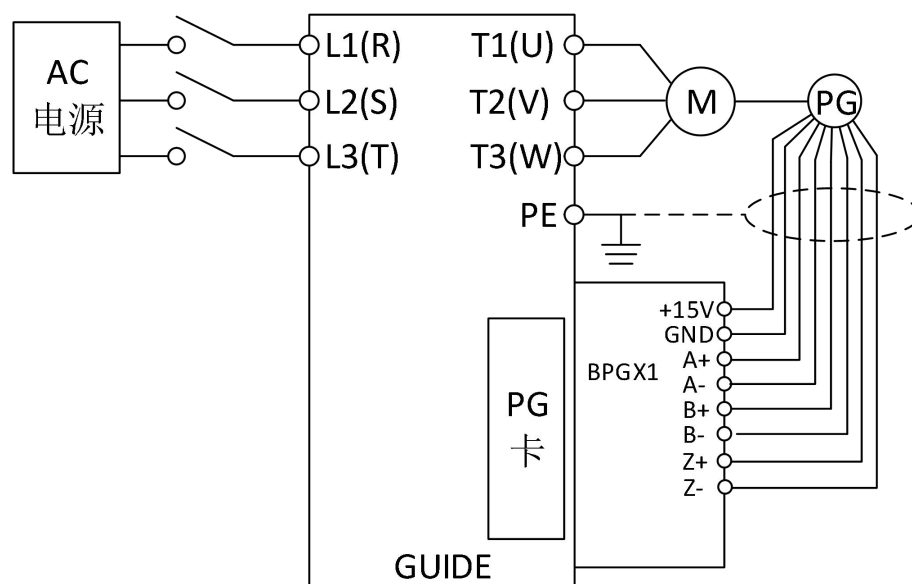 AC
电源
L1(R)
L2(S)
L3(T)
T1(U)
T2(V)
T3(W)
PE
M
PG
+15V
GND
A+
A-
B+
B-
Z+
Z-
BPGX1
PG
卡
GUIDE